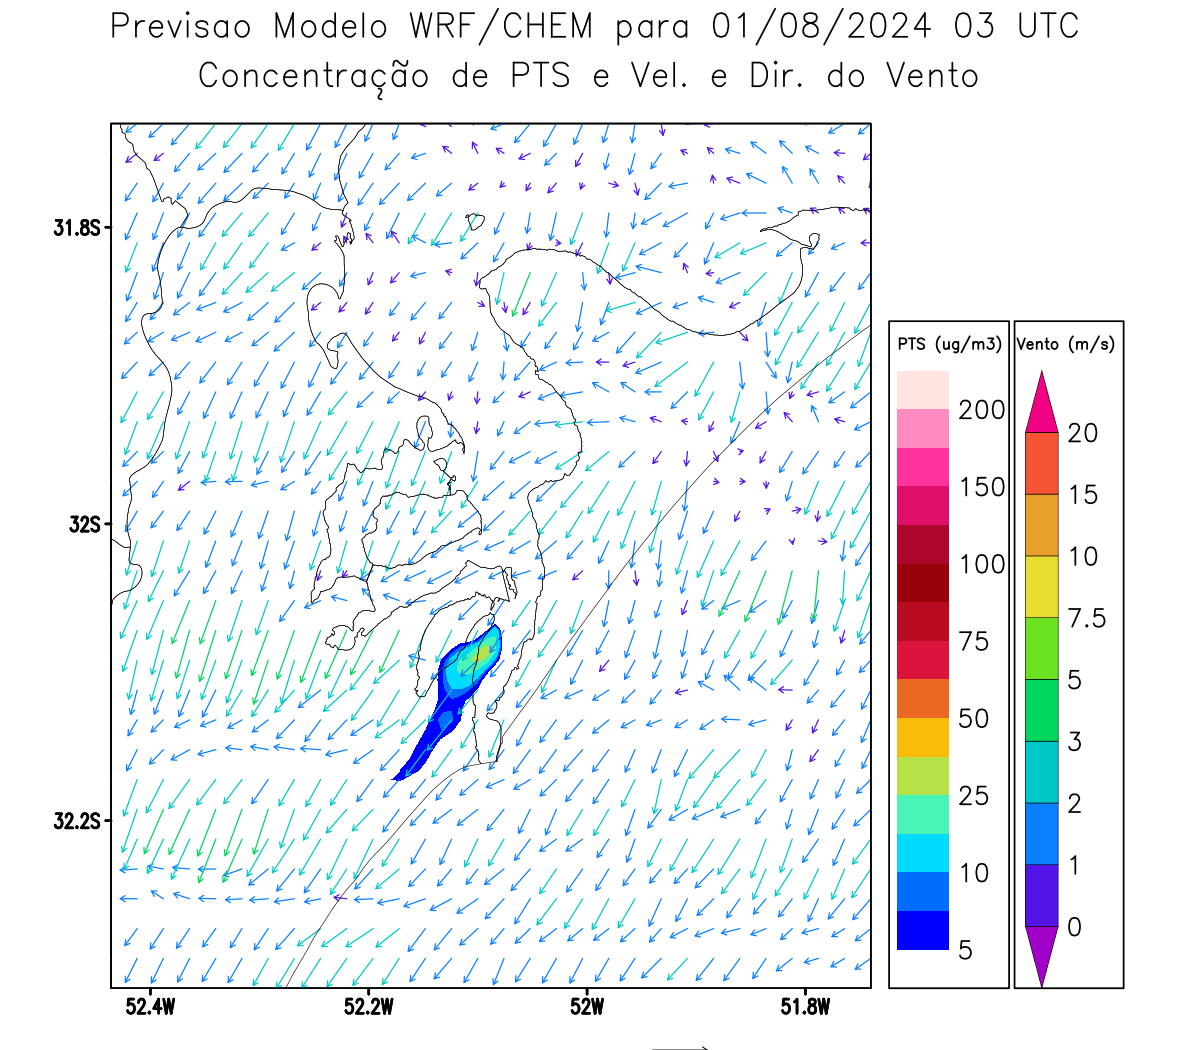 Previsao Modelo WRF/CHEM para 01/08/2024 03 UTC
Concentração de PTS e Vel. e Dir. do Vento
31.8S
32S
32.2S
52.4W
52.2W
52W
51.8W
PTS (ug/m3)
200
150
100
75
50
25
10
5
Vento (m/s)
20
15
10
7.5
5
3
2
1
0